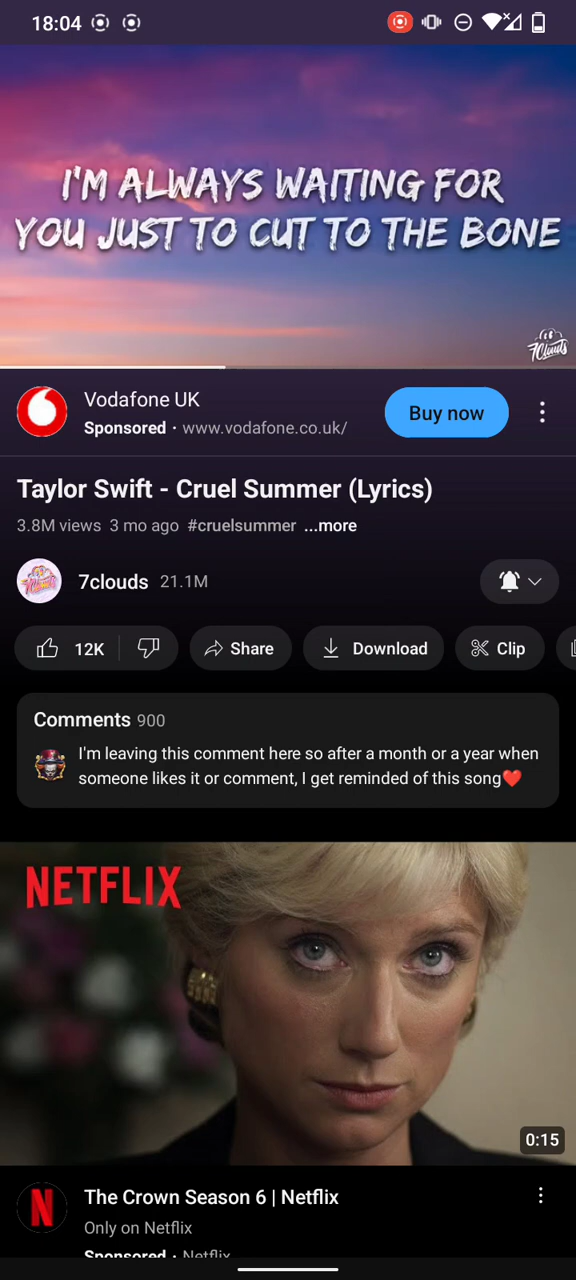 18:04
I'M ALWAYS WAITING FOR
YOU JUST TO CUT TO THE BONE
7Clouds
Vodafone UK
Sponsored · www.vodafone.co.uk/
Buy now
Taylor Swift - Cruel Summer (Lyrics)
3.8M views 3 mo ago #cruelsummer ...more
7clouds 21.1M
12K
Share
Download
Clip
Comments 900
I'm leaving this comment here so after a month or a year when
someone likes it or comment, I get reminded of this song❤️
NETFLIX
0:15
N
The Crown Season 6 | Netflix
Only on Netflix
Sponsored · Netflix